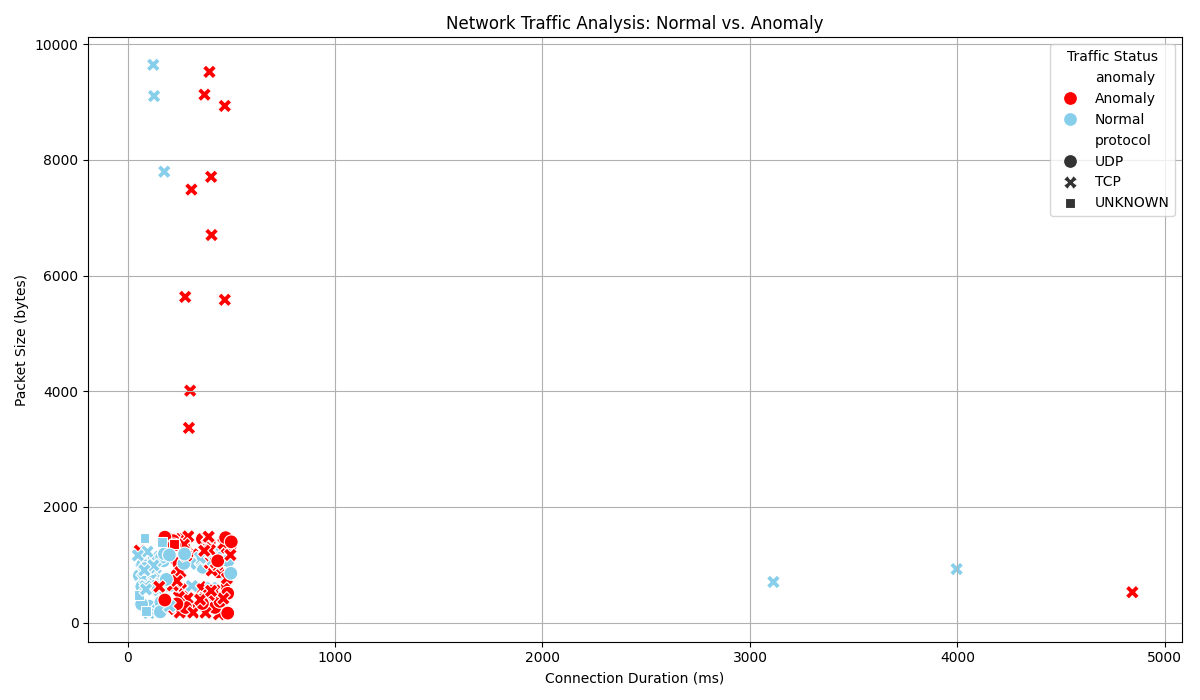 Network Traffic Analysis: Normal vs. Anomaly
10000
8000
6000
4000
2000
0
Packet Size (bytes)
Traffic Status
anomaly
Anomaly
Normal
protocol
UDP
TCP
UNKNOWN
0 1000 2000 3000 4000 5000
Connection Duration (ms)